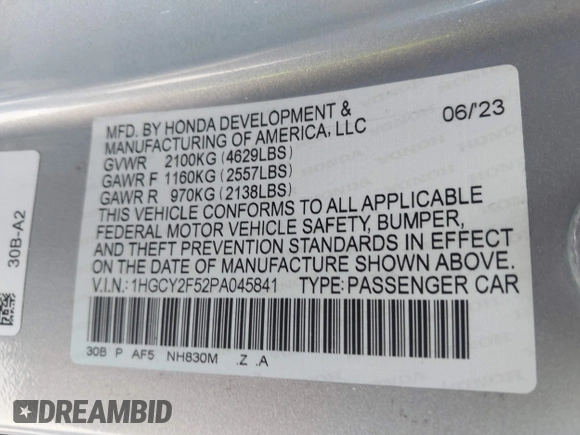 MFD. BY HONDA DEVELOPMENT &
MANUFACTURING OF AMERICA, LLC
06/'23
GVWR 2100KG (4629LBS)
GAWR F 1160KG (2557LBS)
GAWR R 970KG (2138LBS)
THIS VEHICLE CONFORMS TO ALL APPLICABLE
FEDERAL MOTOR VEHICLE SAFETY, BUMPER,
AND THEFT PREVENTION STANDARDS IN EFFECT
ON THE DATE OF MANUFACTURE SHOWN ABOVE.
V.I.N.: 1HGCY2F52PA045841 TYPE: PASSENGER CAR
30B P AF5 NH830M .Z .A
30B-A2
DREAMBID